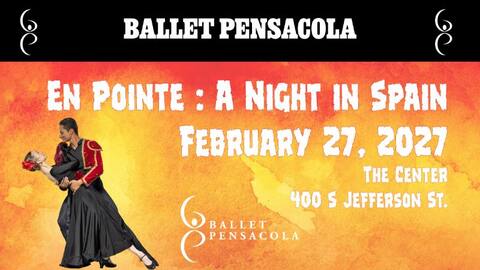 BALLET PENSACOLA
En Pointe : A Night in Spain
February 27, 2027
The Center
400 S Jefferson St.
BALLET
PENSACOLA